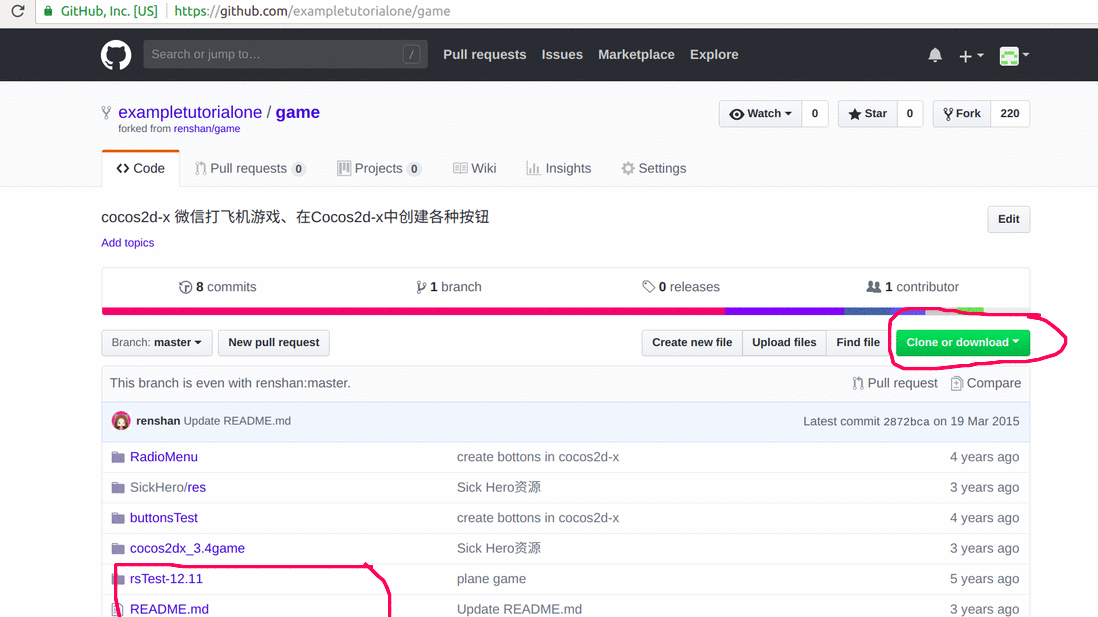 GitHub, Inc. [US] https://github.com/exampletutorialone/game
Search or jump to… / Pull requests Issues Marketplace Explore
exampletutorialone / game
forked from renshan/game
Watch 0 Star 0 Fork 220
Code Pull requests 0 Projects 0 Wiki Insights Settings
cocos2d-x 微信打飞机游戏、在Cocos2d-x中创建各种按钮
Edit
Add topics
8 commits 1 branch 0 releases 1 contributor
Branch: master New pull request Create new file Upload files Find file Clone or download
This branch is even with renshan:master. Pull request Compare
renshan Update README.md Latest commit 2872bca on 19 Mar 2015
RadioMenu create bottons in cocos2d-x 4 years ago
SickHero/res Sick Hero资源 3 years ago
buttonsTest create bottons in cocos2d-x 4 years ago
cocos2dx_3.4game Sick Hero资源 3 years ago
rsTest-12.11 plane game 5 years ago
README.md Update README.md 3 years ago